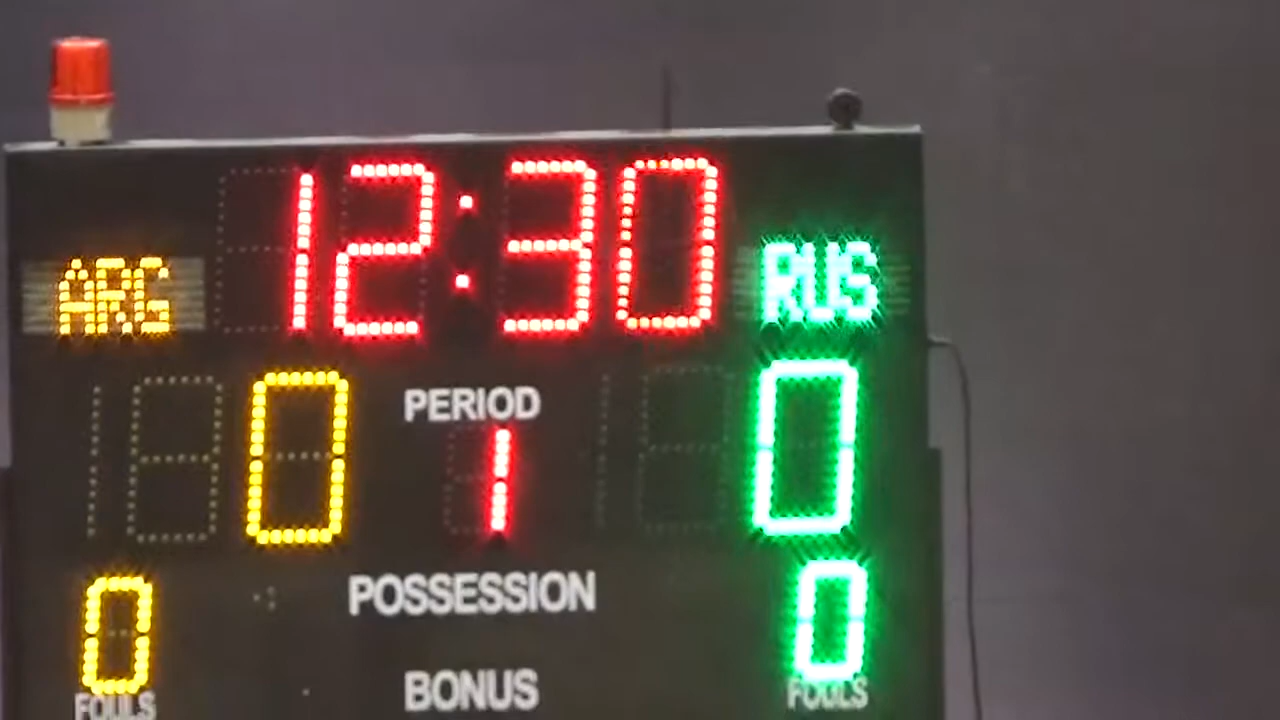 12:30
ARG RUS
0 PERIOD 0
1
POSSESSION
0 0
BONUS
FOULS FOULS